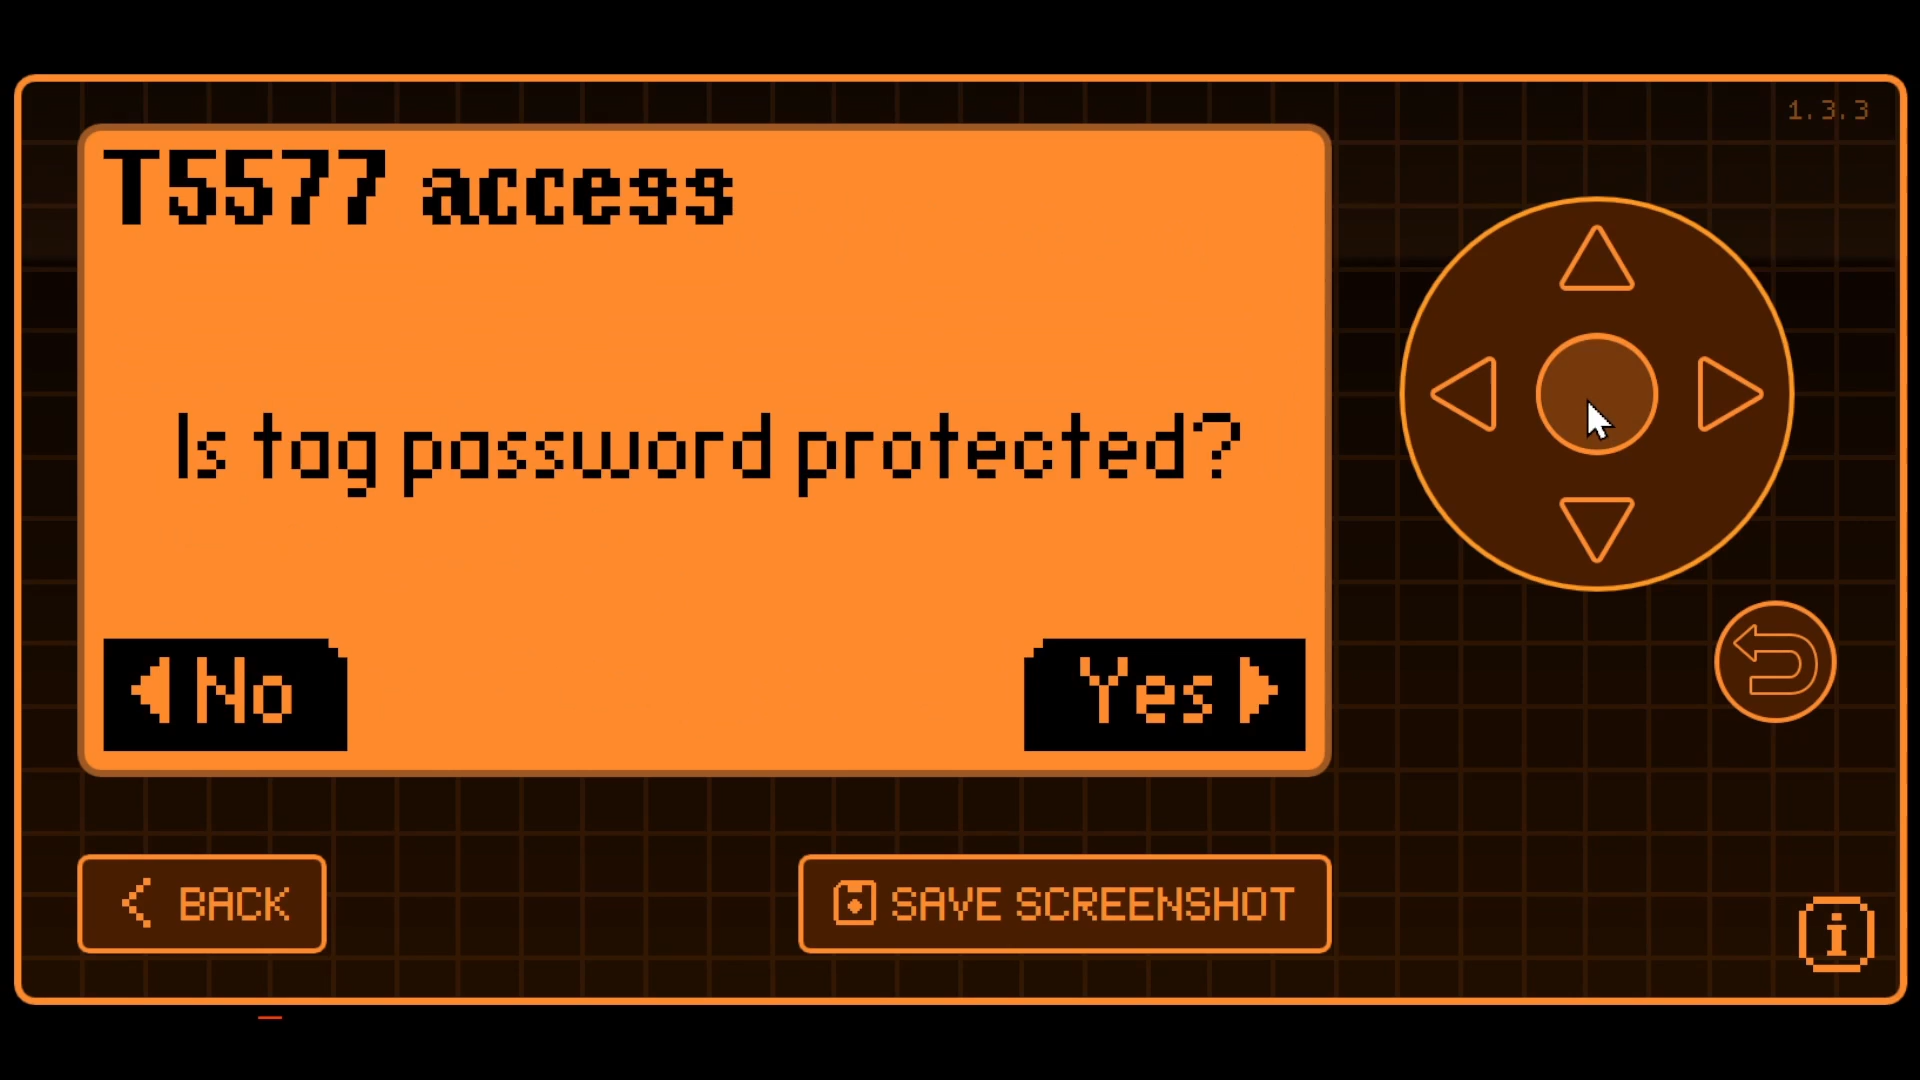 1.3.3
T5577 access
Is tag password protected?
No
Yes
BACK
SAVE SCREENSHOT
i